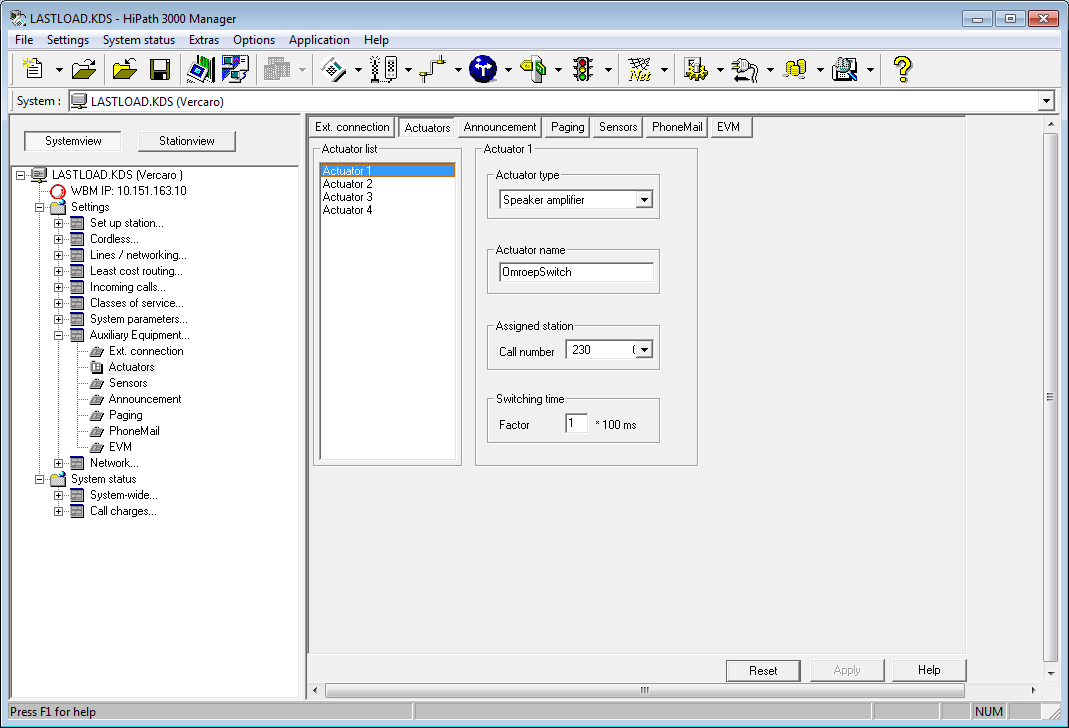 LASTLOAD.KDS - HiPath 3000 Manager
File Settings System status Extras Options Application Help
Net
System : LASTLOAD.KDS (Vercaro)
Systemview Stationview
LASTLOAD.KDS (Vercaro )
WBM IP: 10.151.163.10
Settings
Set up station...
Cordless...
Lines / networking...
Least cost routing...
Incoming calls...
Classes of service...
System parameters...
Auxiliary Equipment...
Ext. connection
Actuators
Sensors
Announcement
Paging
PhoneMail
EVM
Network...
System status
System-wide...
Call charges...
Ext. connection Actuators Announcement Paging Sensors PhoneMail EVM
Actuator list
Actuator 1
Actuator 2
Actuator 3
Actuator 4
Actuator 1
Actuator type
Speaker amplifier
Actuator name
OmroepSwitch
Assigned station
Call number 230
Switching time
Factor 1 * 100 ms
Reset Apply Help
Press F1 for help NUM